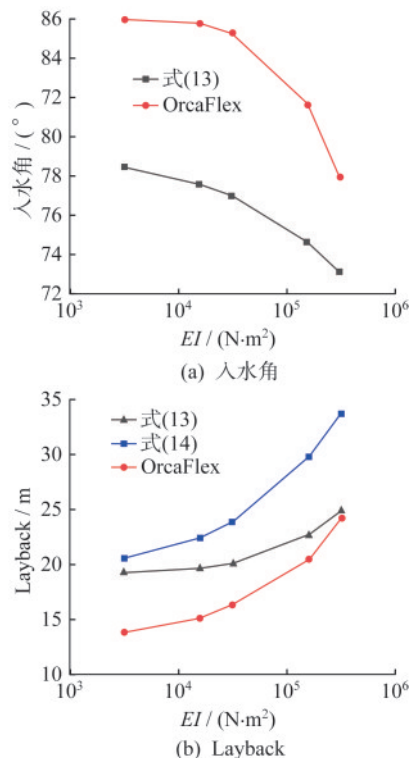 86
84
72
80
78
76
74
72
入水角 / (°)
式(13)
OrcaFlex
10³ 10⁴ 10⁵ 10⁶
EI / (N·m²)
(a) 入水角
35
30
25
20
15
10
Layback / m
式(13)
式(14)
OrcaFlex
10³ 10⁴ 10⁵ 10⁶
EI / (N·m²)
(b) Layback